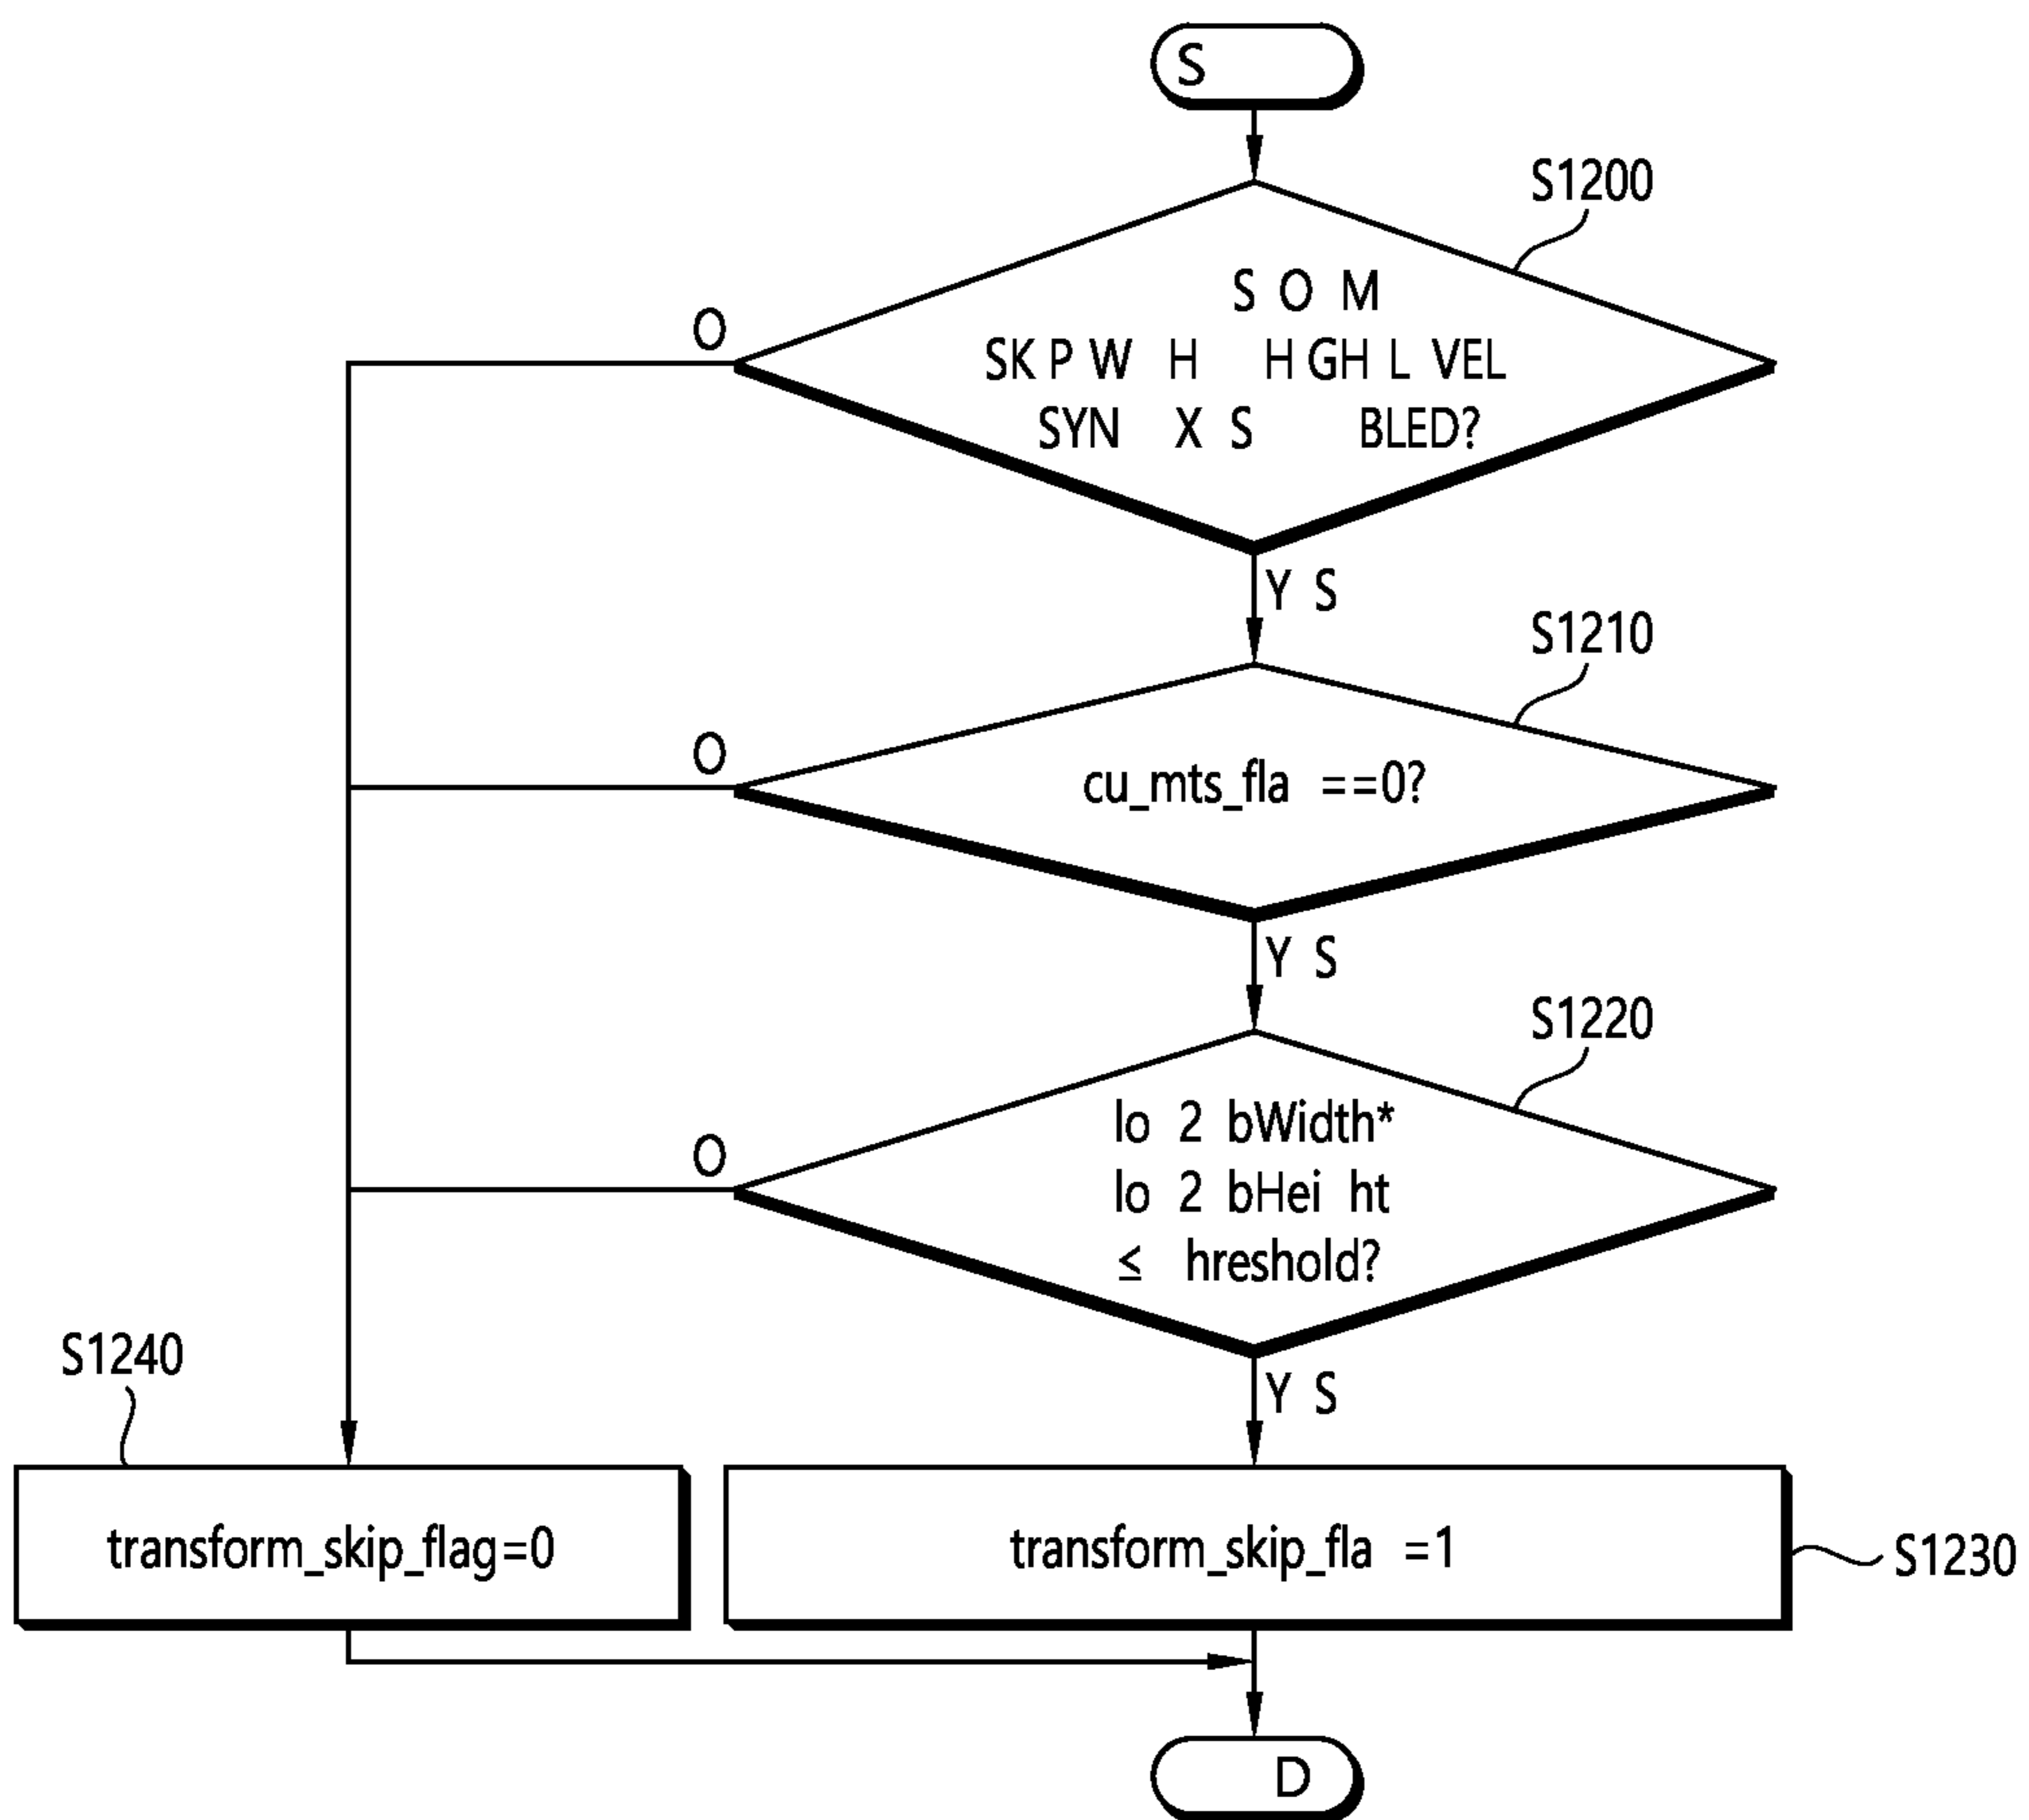 S
S1200
S O M
SK P W H H GH L VEL
SYN X S BLED?
O
Y S
S1210
cu_mts_fla ==0?
O
Y S
S1220
lo 2 bWidth*
lo 2 bHei ht
≤ hreshold?
O
Y S
S1240
transform_skip_flag=0
transform_skip_fla =1
S1230
D